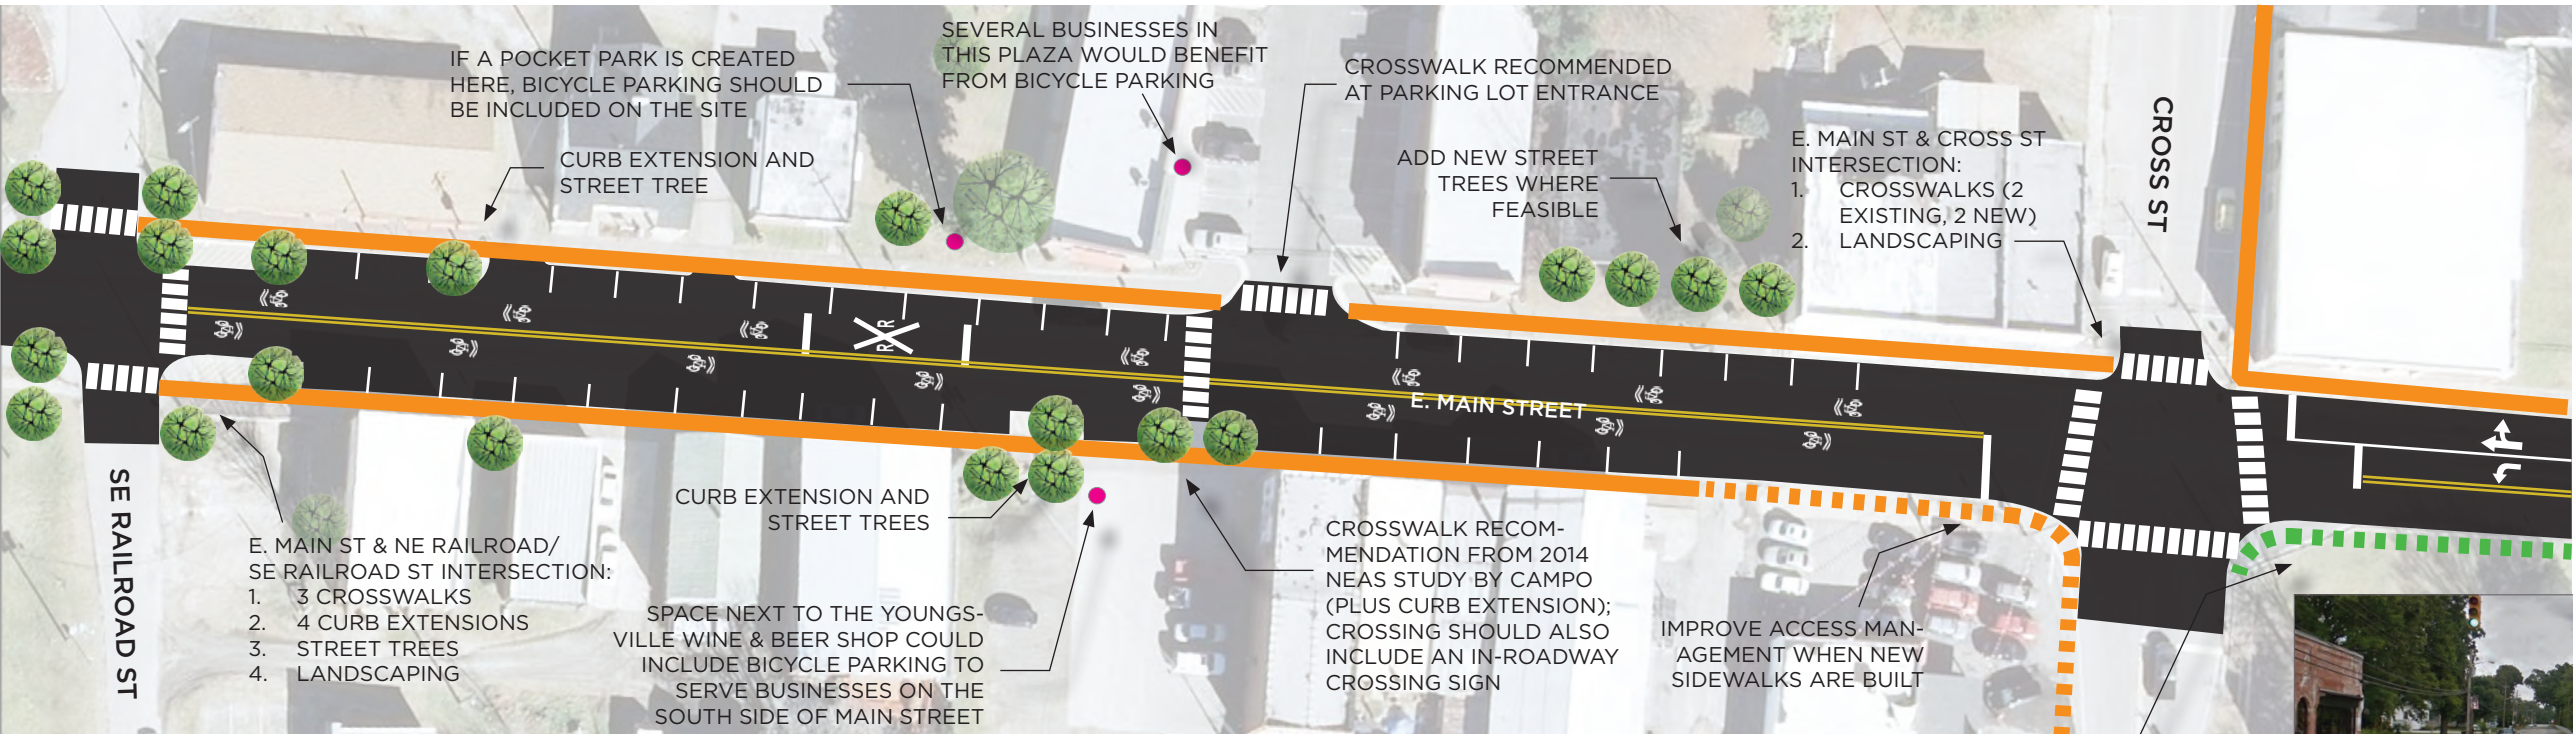 IF A POCKET PARK IS CREATED
HERE, BICYCLE PARKING SHOULD
BE INCLUDED ON THE SITE
SEVERAL BUSINESSES IN
THIS PLAZA WOULD BENEFIT
FROM BICYCLE PARKING
CROSSWALK RECOMMENDED
AT PARKING LOT ENTRANCE
CURB EXTENSION AND
STREET TREE
ADD NEW STREET
TREES WHERE
FEASIBLE
E. MAIN ST & CROSS ST
INTERSECTION:
1. CROSSWALKS (2
EXISTING, 2 NEW)
2. LANDSCAPING
CROSS ST
R R
E. MAIN STREET
SE RAILROAD ST
E. MAIN ST & NE RAILROAD/
SE RAILROAD ST INTERSECTION:
1. 3 CROSSWALKS
2. 4 CURB EXTENSIONS
3. STREET TREES
4. LANDSCAPING
CURB EXTENSION AND
STREET TREES
SPACE NEXT TO THE YOUNGS-
VILLE WINE & BEER SHOP COULD
INCLUDE BICYCLE PARKING TO
SERVE BUSINESSES ON THE
SOUTH SIDE OF MAIN STREET
CROSSWALK RECOM-
MENDATION FROM 2014
NEAS STUDY BY CAMPO
(PLUS CURB EXTENSION);
CROSSING SHOULD ALSO
INCLUDE AN IN-ROADWAY
CROSSING SIGN
IMPROVE ACCESS MAN-
AGEMENT WHEN NEW
SIDEWALKS ARE BUILT